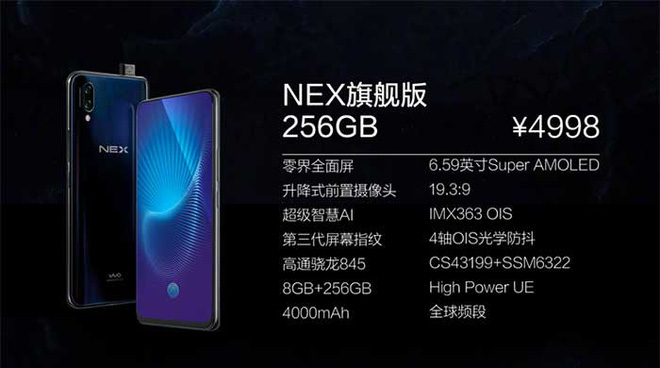 NEX旗舰版
256GB ¥4998
零界全面屏 6.59英寸Super AMOLED
升降式前置摄像头 19.3:9
超级智慧AI IMX363 OIS
第三代屏幕指纹 4轴OIS光学防抖
高通骁龙845 CS43199+SSM6322
8GB+256GB High Power UE
4000mAh 全球频段
NEX
vivo